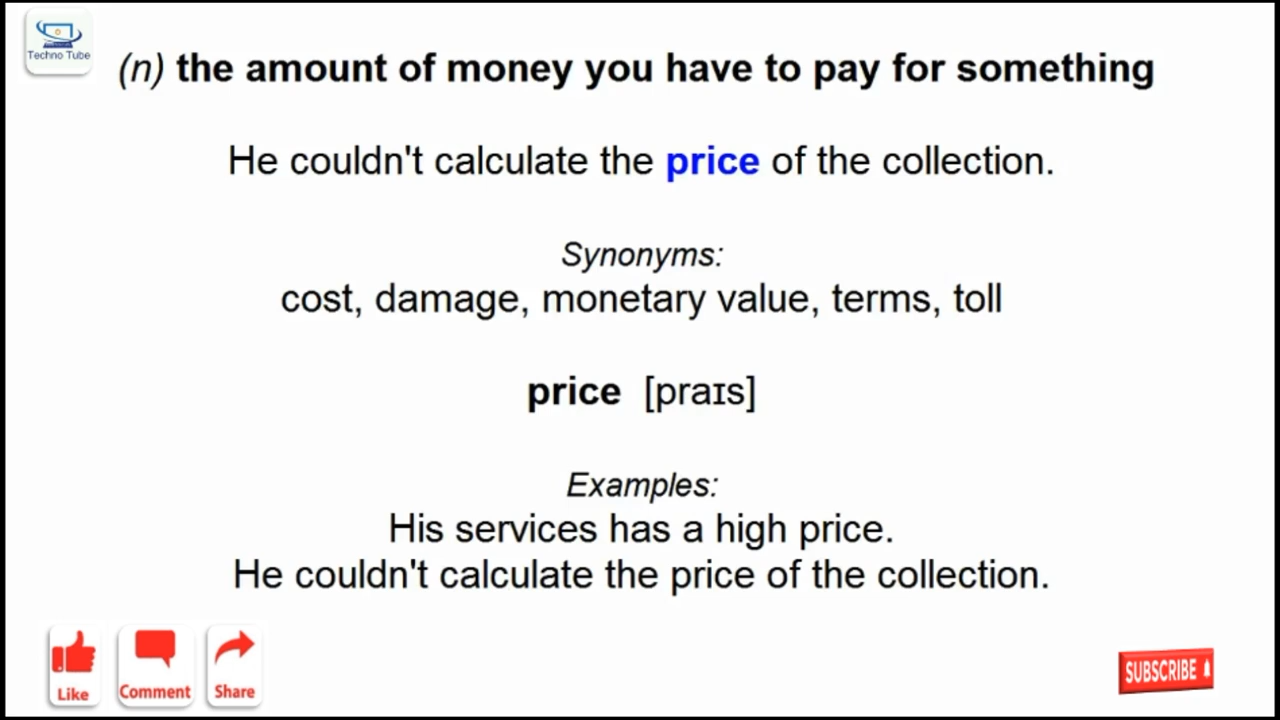 Techno Tube
(n) the amount of money you have to pay for something
He couldn't calculate the price of the collection.
Synonyms:
cost, damage, monetary value, terms, toll
price [praɪs]
Examples:
His services has a high price.
He couldn't calculate the price of the collection.
Like
Comment
Share
SUBSCRIBE